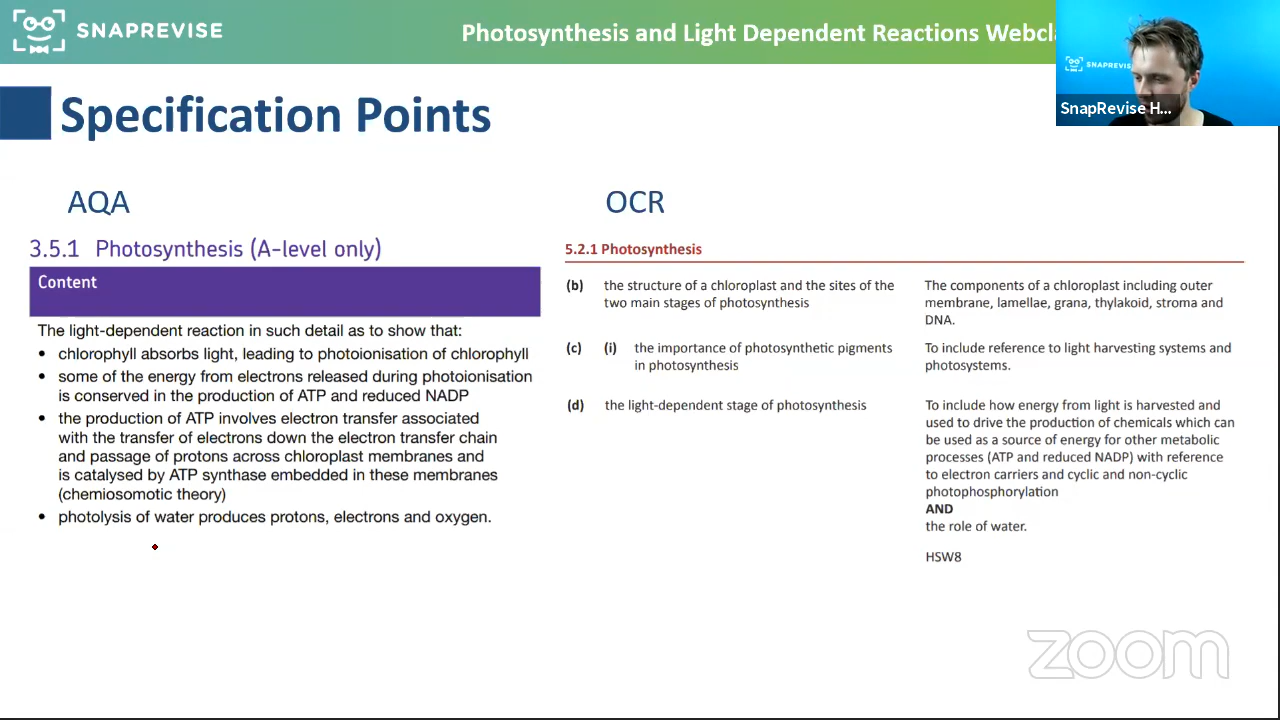 SNAPREVISE
Photosynthesis and Light Dependent Reactions
SNAPREVISE
SnapRevise H...
Specification Points
AQA
3.5.1 Photosynthesis (A-level only)
Content
The light-dependent reaction in such detail as to show that:
• chlorophyll absorbs light, leading to photoionisation of chlorophyll
• some of the energy from electrons released during photoionisation
is conserved in the production of ATP and reduced NADP
• the production of ATP involves electron transfer associated
with the transfer of electrons down the electron transfer chain
and passage of protons across chloroplast membranes and
is catalysed by ATP synthase embedded in these membranes
(chemiosomotic theory)
• photolysis of water produces protons, electrons and oxygen.
OCR
5.2.1 Photosynthesis
(b) the structure of a chloroplast and the sites of the
two main stages of photosynthesis
The components of a chloroplast including outer
membrane, lamellae, grana, thylakoid, stroma and
DNA.
(c) (i) the importance of photosynthetic pigments
in photosynthesis
To include reference to light harvesting systems and
photosystems.
(d) the light-dependent stage of photosynthesis
To include how energy from light is harvested and
used to drive the production of chemicals which can
be used as a source of energy for other metabolic
processes (ATP and reduced NADP) with reference
to electron carriers and cyclic and non-cyclic
photophosphorylation
AND
the role of water.
HSW8
zoom